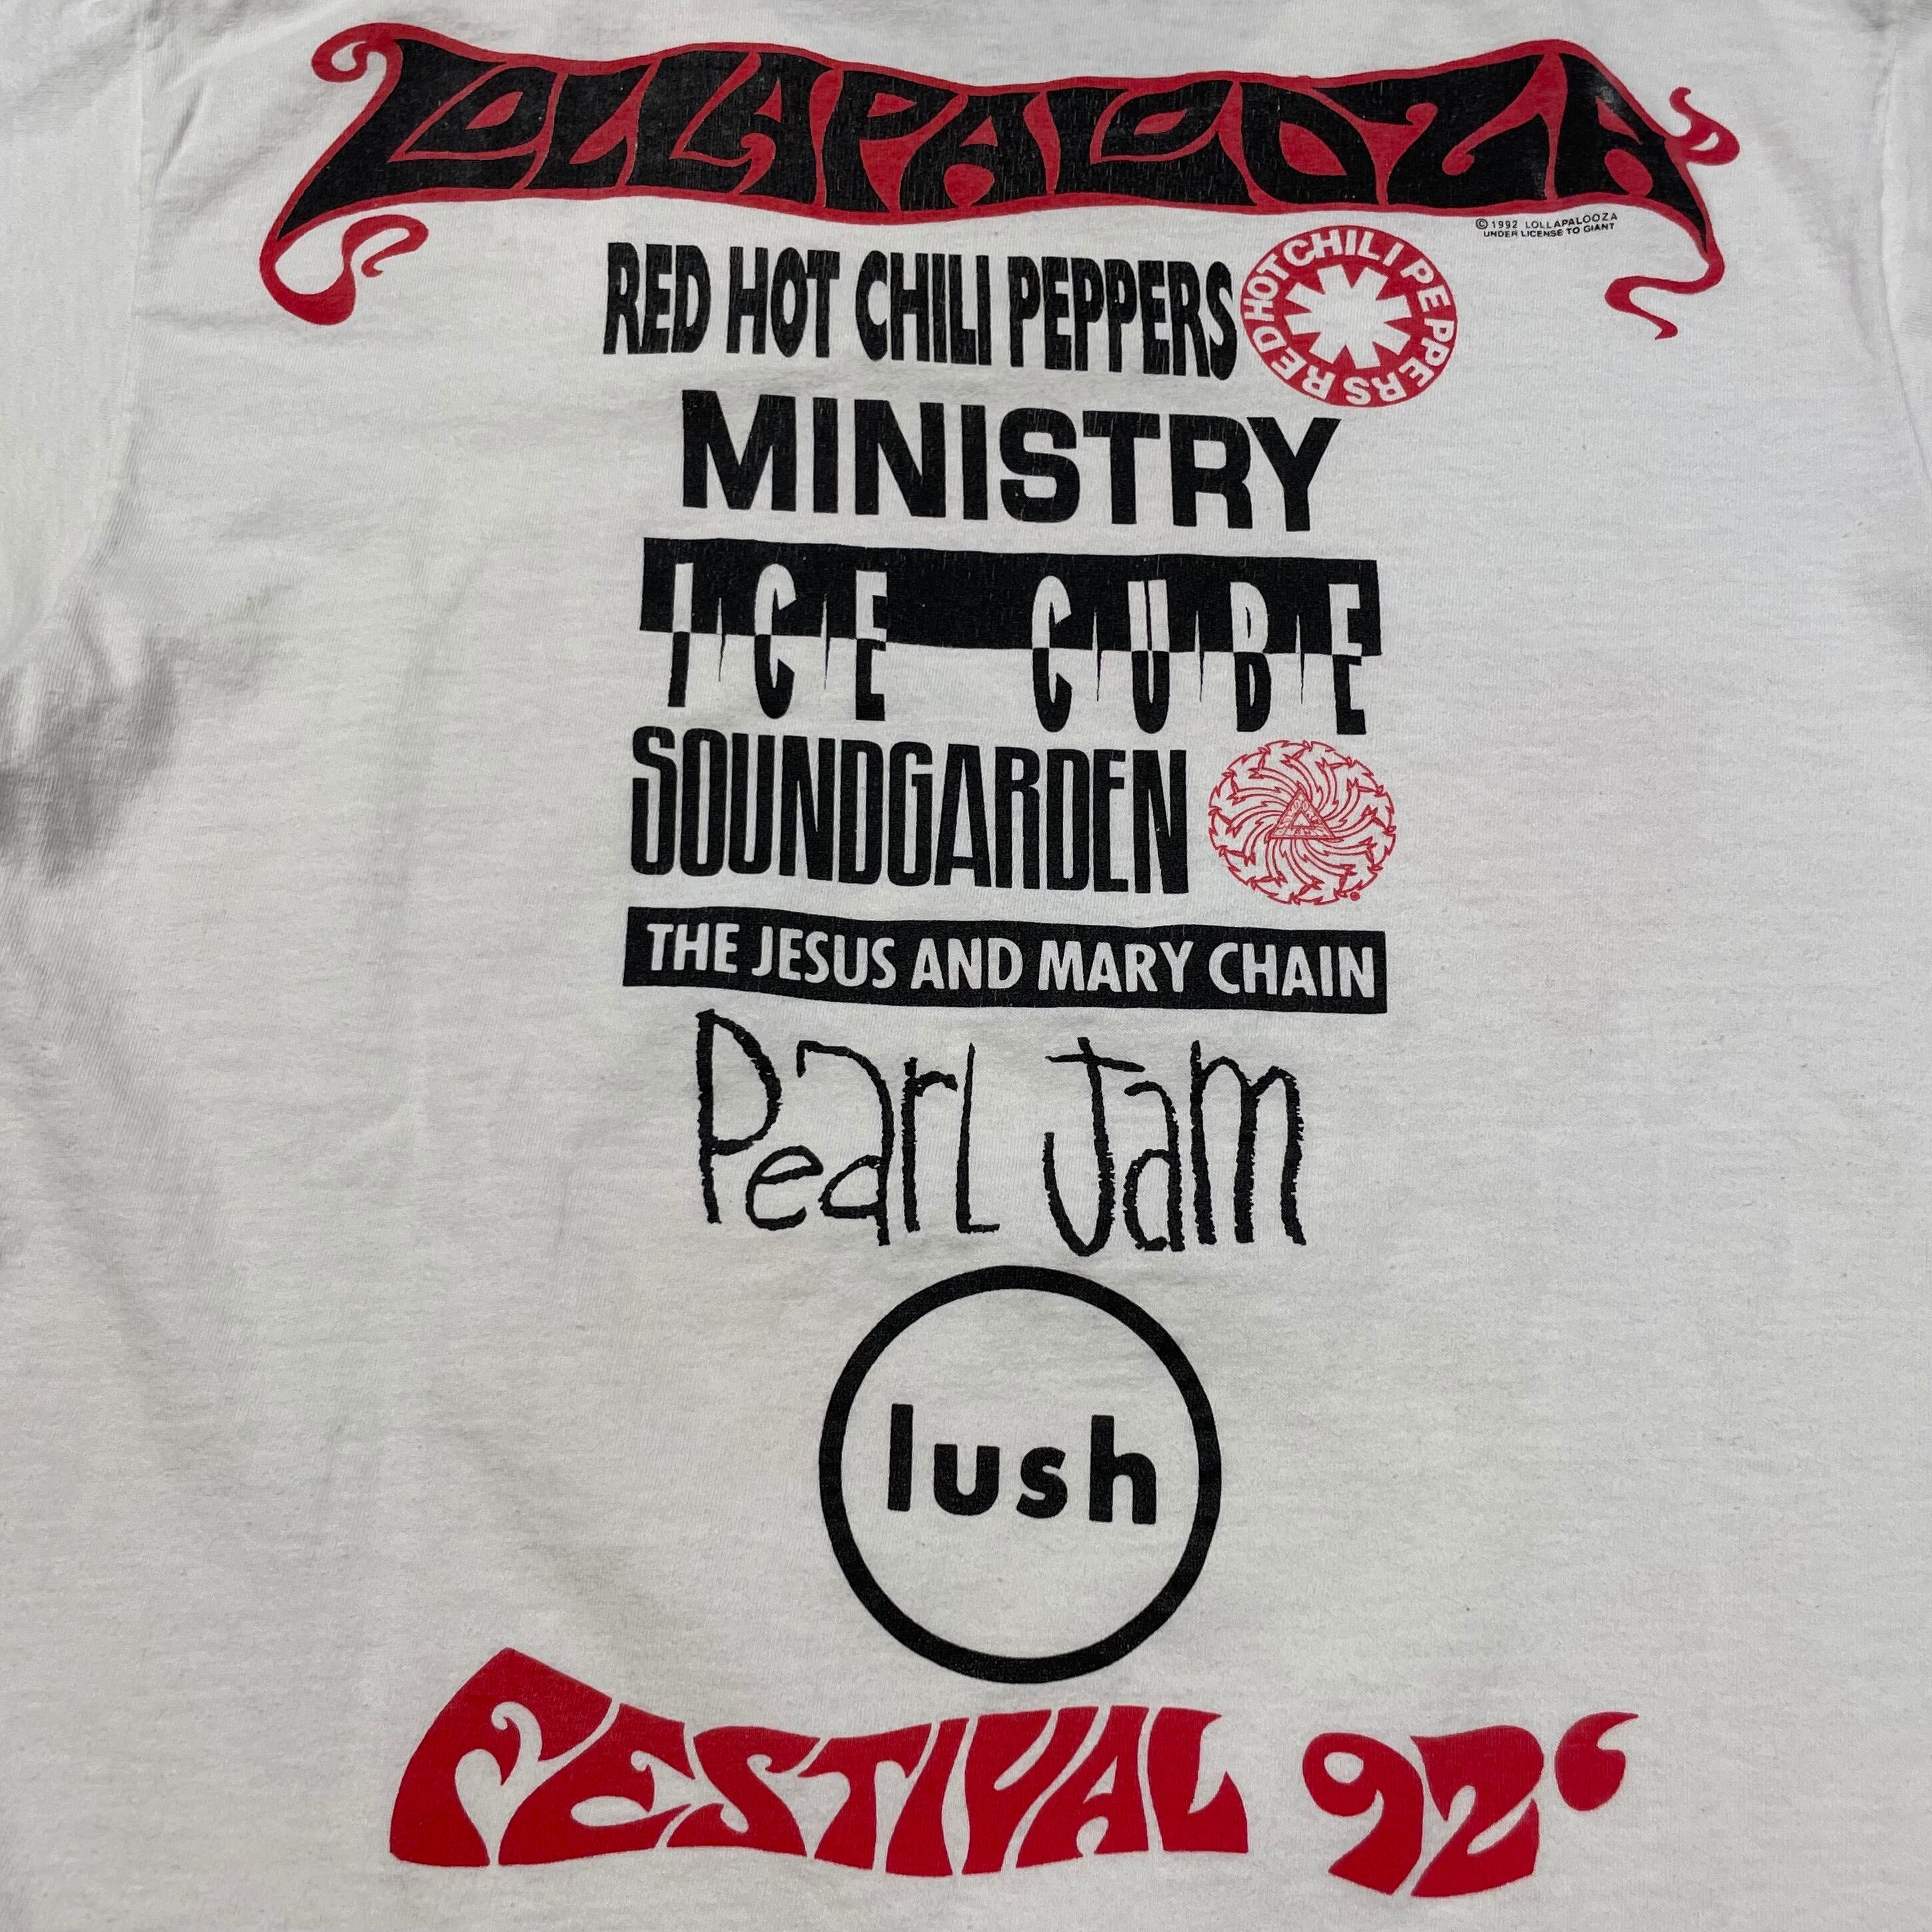 LOLLAPALOOZA
©1992 LOLLAPALOOZA
UNDER LICENSE TO GIANT
RED HOT CHILI PEPPERS
RED HOT CHILI PEPPERS
MINISTRY
ICE CUBE
SOUNDGARDEN
THE JESUS AND MARY CHAIN
Pearl Jam
lush
FESTIVAL 92‘